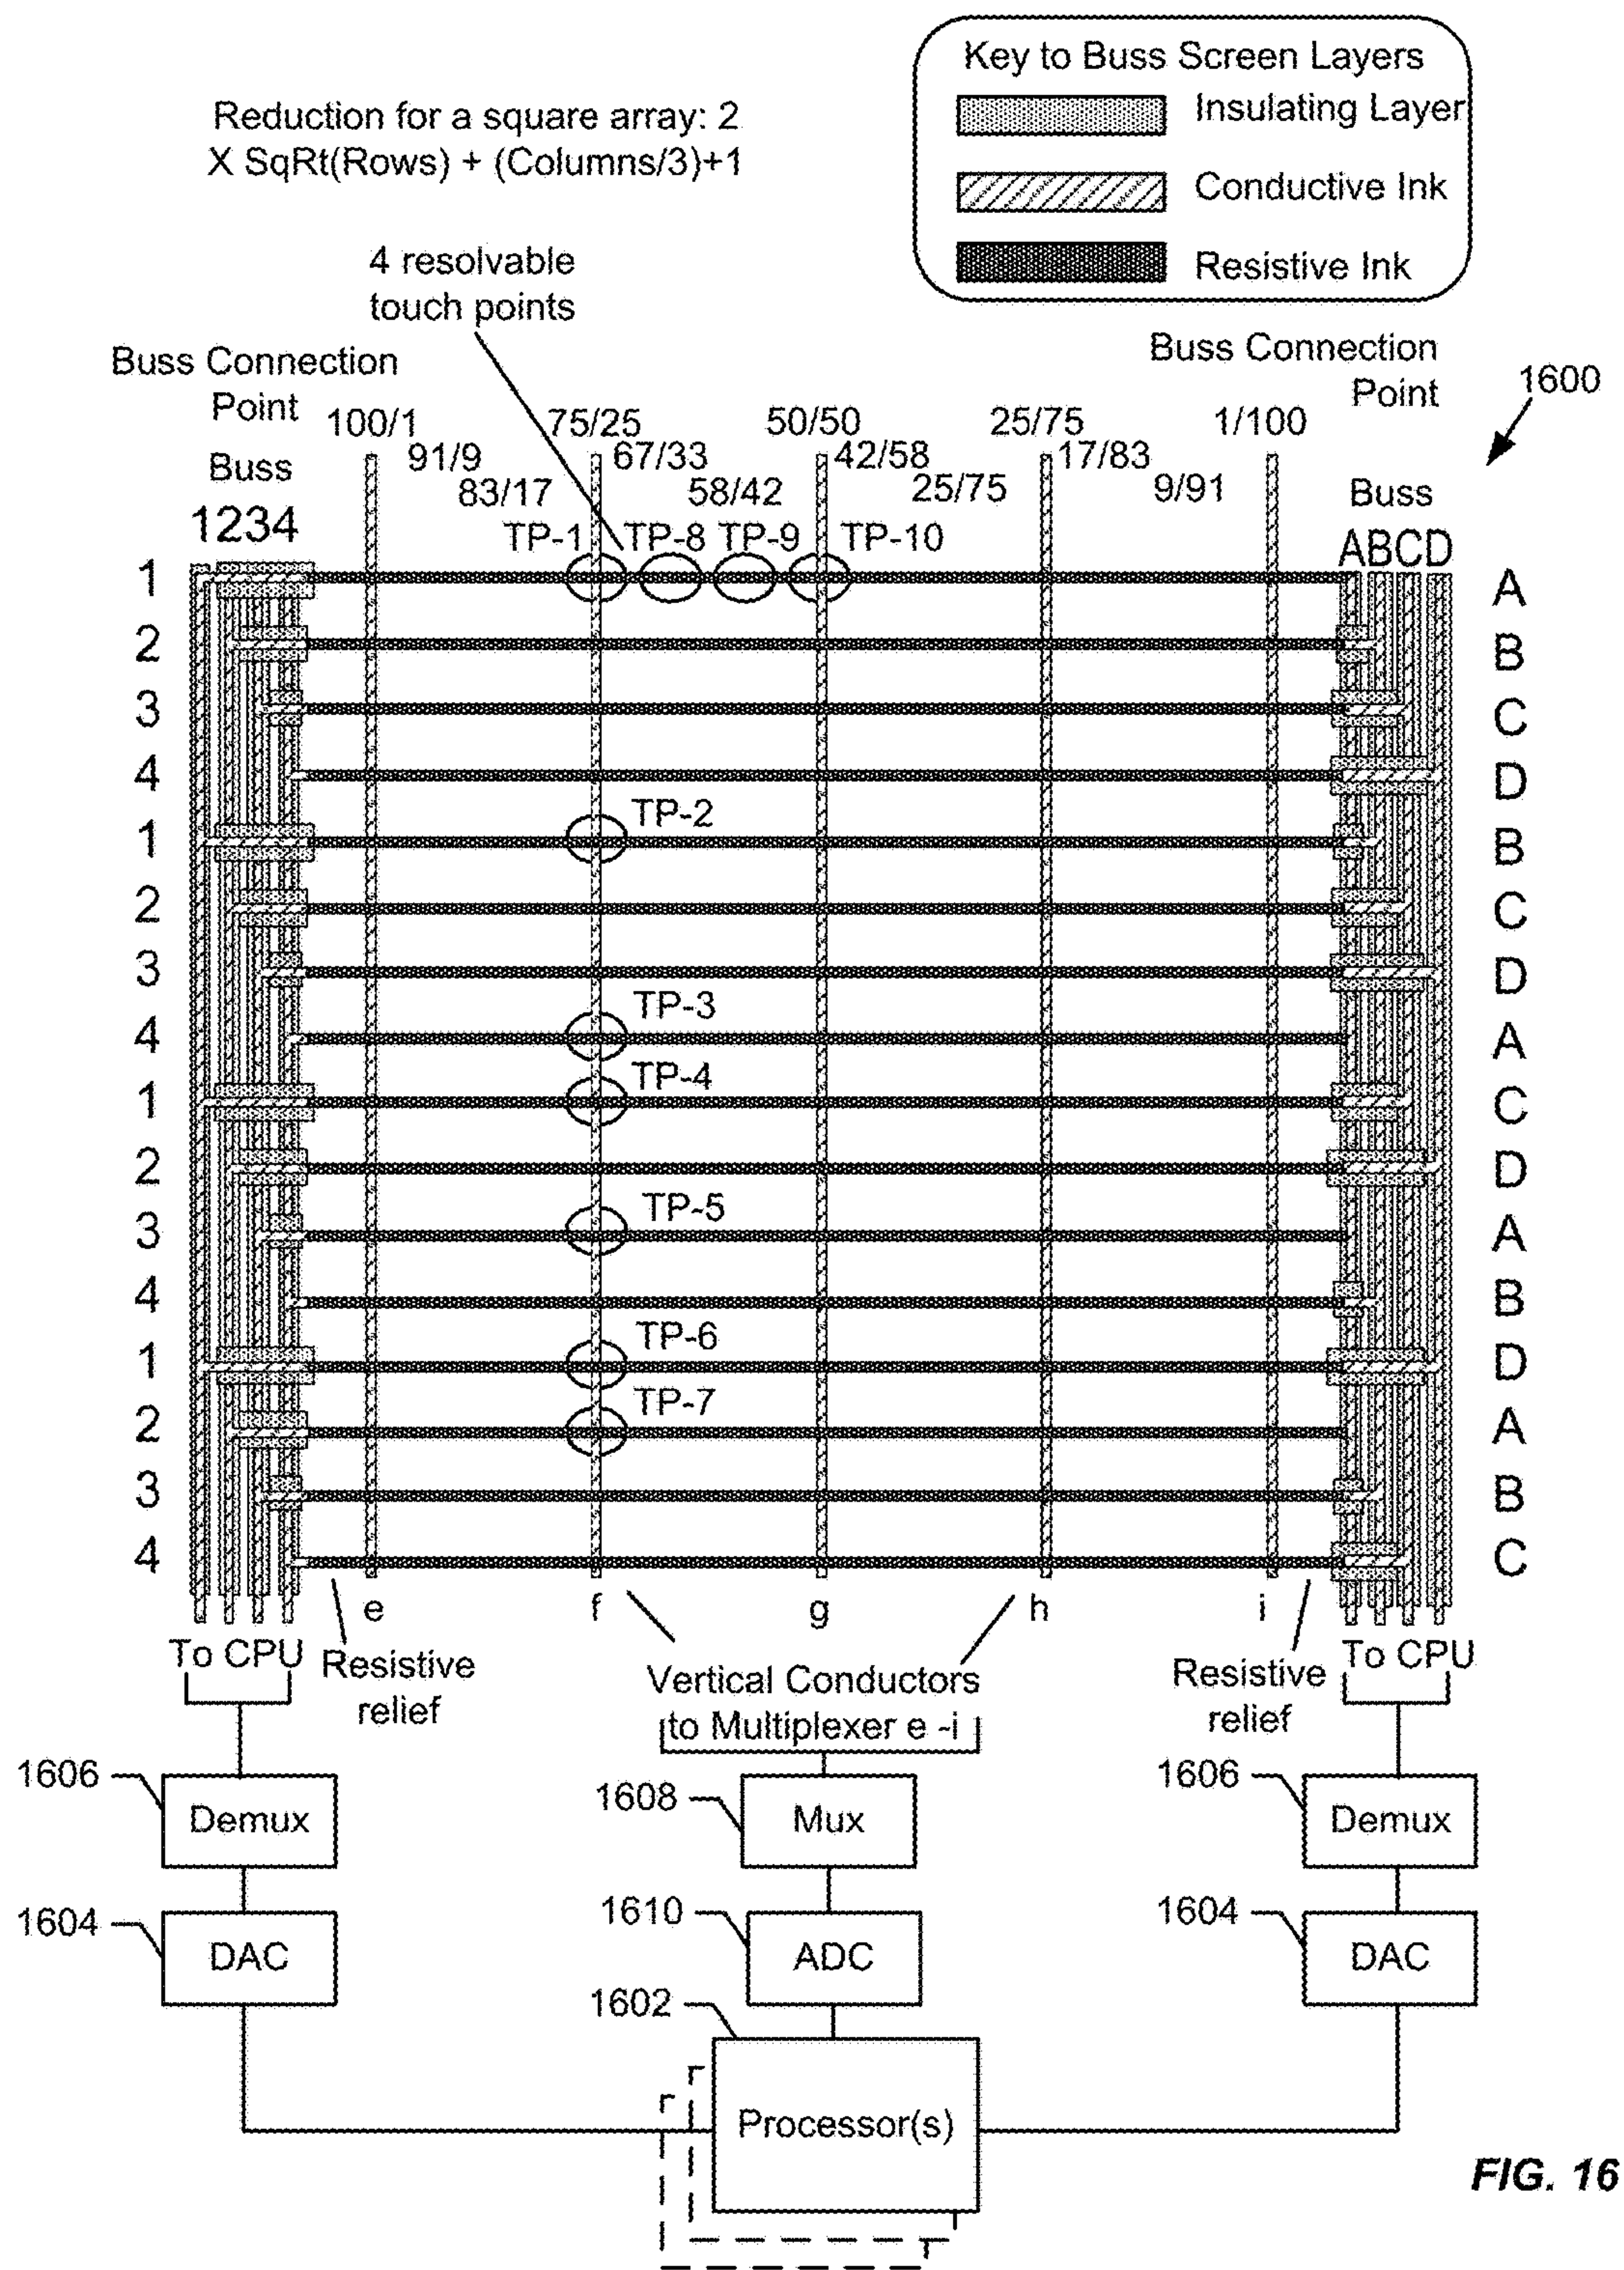 Key to Buss Screen Layers
Insulating Layer
Conductive Ink
Resistive Ink
Reduction for a square array: 2
X SqRt(Rows) + (Columns/3)+1
4 resolvable
touch points
Buss Connection
Point
Buss Connection
Point
1600
100/1
75/25
50/50
25/75
1/100
91/9
67/33
42/58
17/83
83/17
58/42
25/75
9/91
Buss
1234
Buss
ABCD
TP-1
TP-8
TP-9
TP-10
1
A
2
B
3
C
4
D
TP-2
1
B
2
C
3
D
TP-3
4
A
TP-4
1
C
2
D
TP-5
3
A
4
B
TP-6
1
D
TP-7
2
A
3
B
4
C
e
f
g
h
i
To CPU
Resistive
relief
Vertical Conductors
to Multiplexer e -i
Resistive
relief
To CPU
1606
Demux
1608
Mux
1606
Demux
1604
DAC
1610
ADC
1604
DAC
1602
Processor(s)
FIG. 16